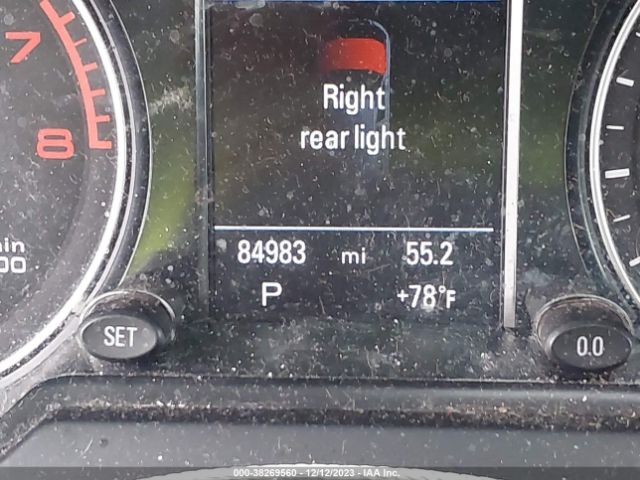 7
8
Right
rear light
84983 mi 55.2
P +78°F
SET
0.0
000-38269560 - 12/12/2023 - IAA Inc.